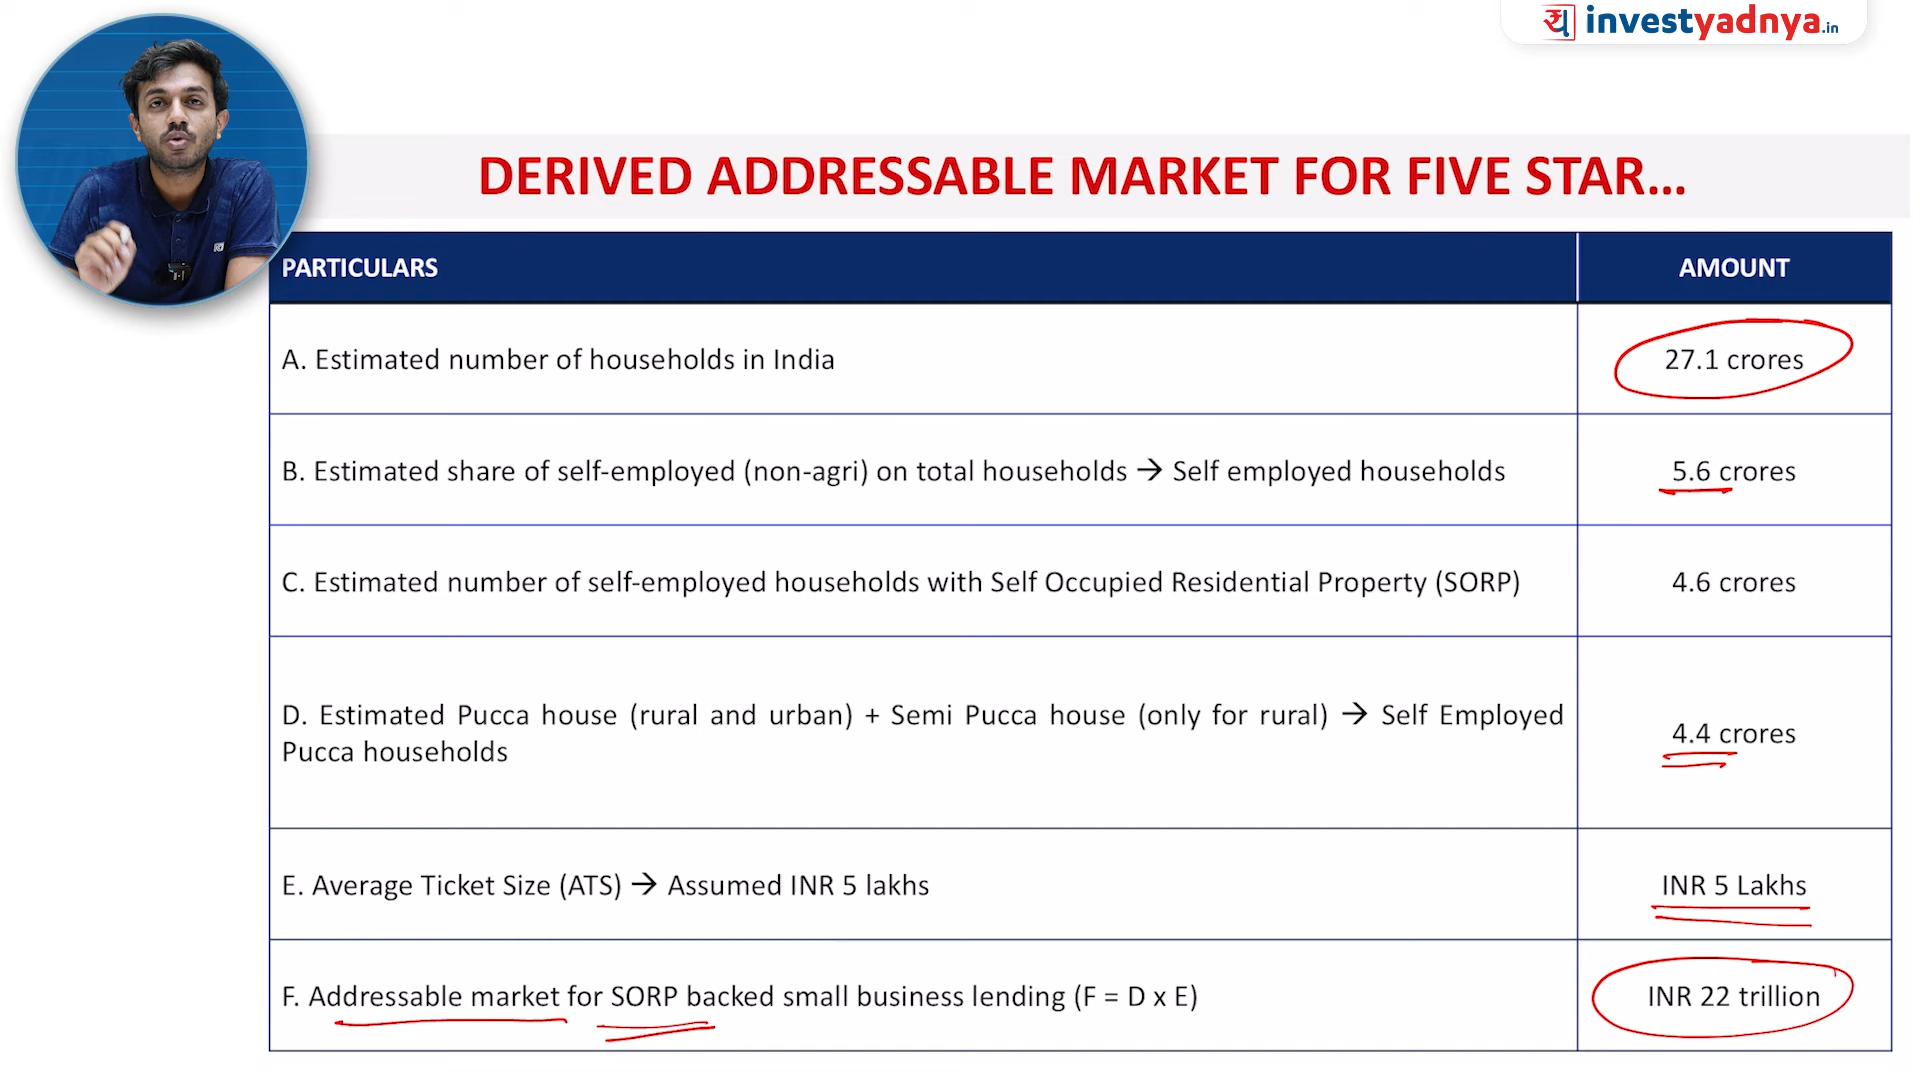 य investyadnya.in
DERIVED ADDRESSABLE MARKET FOR FIVE STAR...
PARTICULARS AMOUNT
A. Estimated number of households in India 27.1 crores
B. Estimated share of self-employed (non-agri) on total households → Self employed households 5.6 crores
C. Estimated number of self-employed households with Self Occupied Residential Property (SORP) 4.6 crores
D. Estimated Pucca house (rural and urban) + Semi Pucca house (only for rural) → Self Employed
Pucca households 4.4 crores
E. Average Ticket Size (ATS) → Assumed INR 5 lakhs INR 5 Lakhs
F. Addressable market for SORP backed small business lending (F = D x E) INR 22 trillion